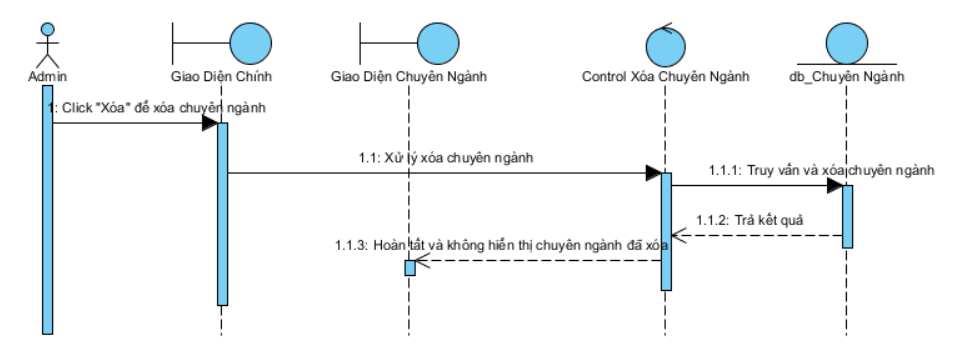 Admin
Giao Diện Chính
Giao Diện Chuyên Ngành
Control Xóa Chuyên Ngành
db_Chuyên Ngành
1: Click "Xóa" để xóa chuyên ngành
1.1: Xử lý xóa chuyên ngành
1.1.1: Truy vấn và xóa chuyên ngành
1.1.2: Trả kết quả
1.1.3: Hoàn tất và không hiển thị chuyên ngành đã xóa